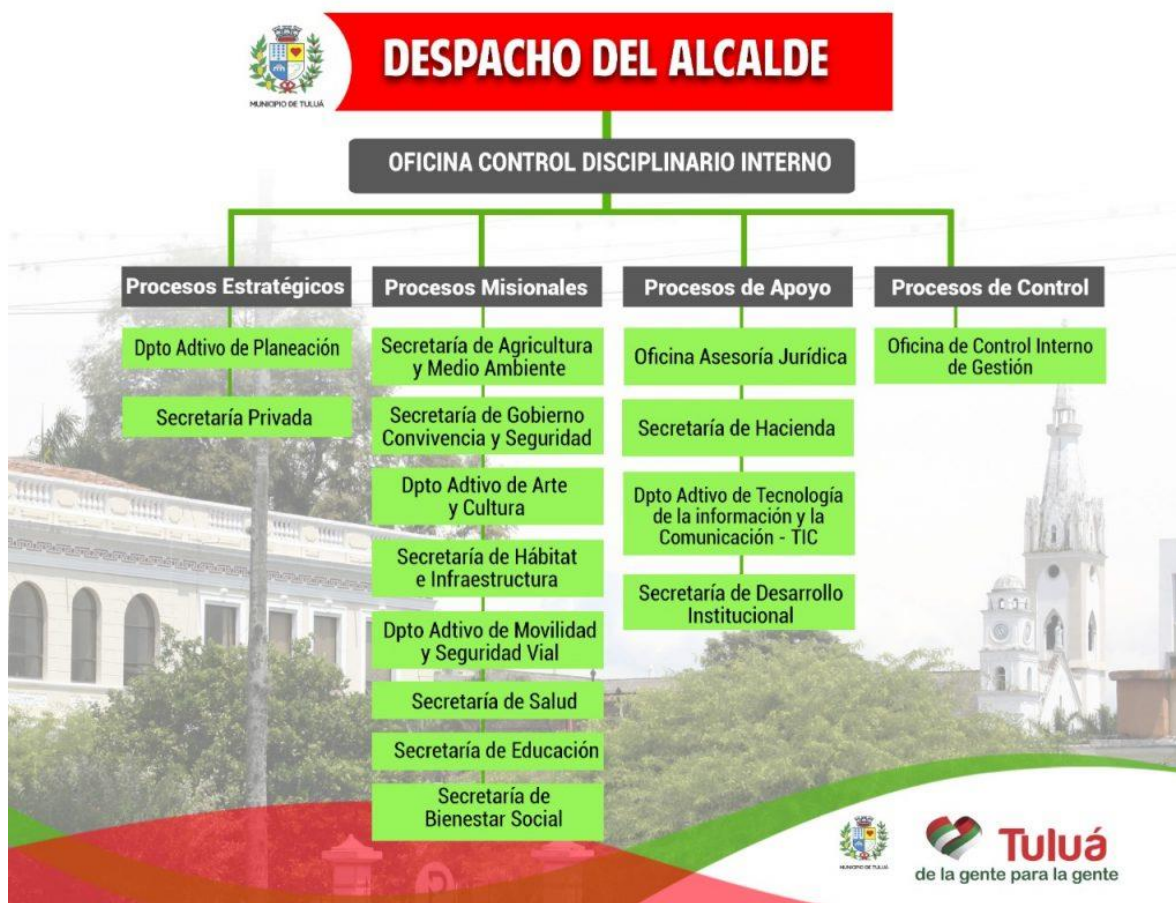 MUNICIPIO DE TULUÁ
DESPACHO DEL ALCALDE
OFICINA CONTROL DISCIPLINARIO INTERNO
Procesos Estratégicos
Dpto Adtivo de Planeación
Secretaría Privada
Procesos Misionales
Secretaría de Agricultura
y Medio Ambiente
Secretaría de Gobierno
Convivencia y Seguridad
Dpto Adtivo de Arte
y Cultura
Secretaría de Hábitat
e Infraestructura
Dpto Adtivo de Movilidad
y Seguridad Vial
Secretaría de Salud
Secretaría de Educación
Secretaría de
Bienestar Social
Procesos de Apoyo
Oficina Asesoría Jurídica
Secretaría de Hacienda
Dpto Adtivo de Tecnología
de la información y la
Comunicación - TIC
Secretaría de Desarrollo
Institucional
Procesos de Control
Oficina de Control Interno
de Gestión
MUNICIPIO DE TULUÁ
Tuluá
de la gente para la gente